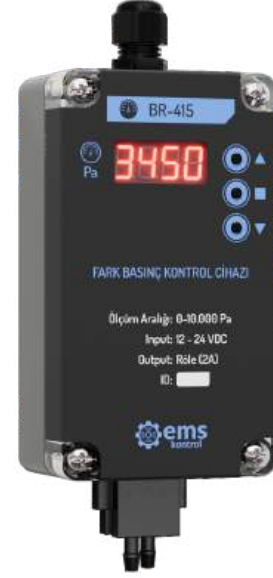 BR-415
3450
Pa
FARK BASINÇ KONTROL CİHAZI
Ölçüm Aralığı: 0-10.000 Pa
Input: 12 - 24 VDC
Output: Röle (2A)
ID:
ems
kontrol